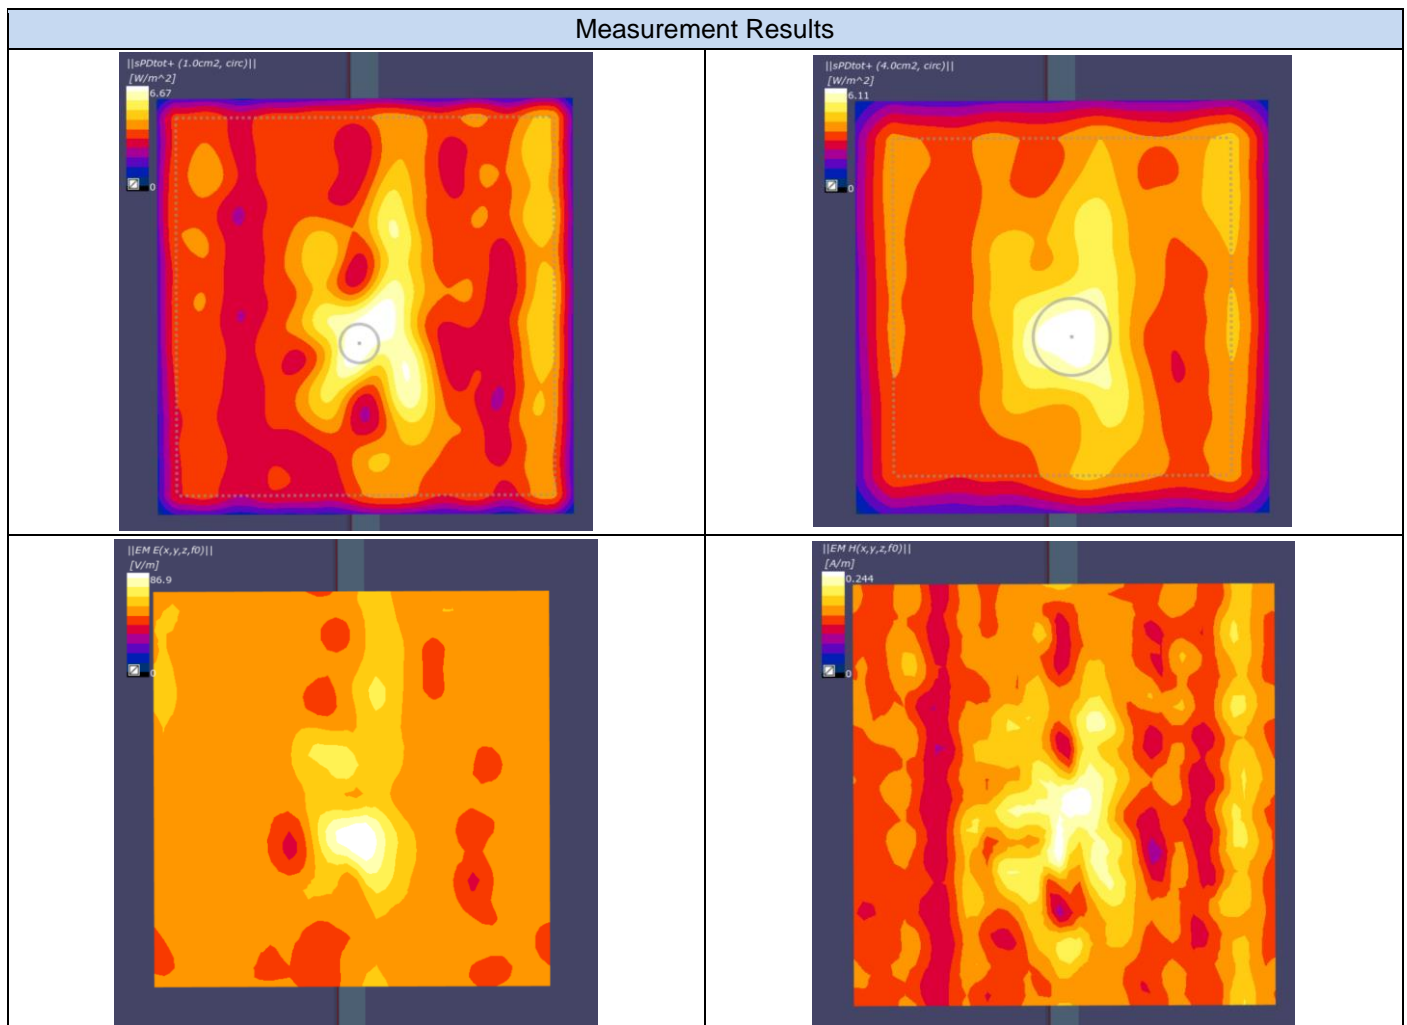 Measurement Results
||sPDtot+ (1.0cm2, circ)||
[W/m^2]
6.67
0
||sPDtot+ (4.0cm2, circ)||
[W/m^2]
6.11
0
||EM E(x,y,z,f0)||
[V/m]
86.9
0
||EM H(x,y,z,f0)||
[A/m]
0.244
0